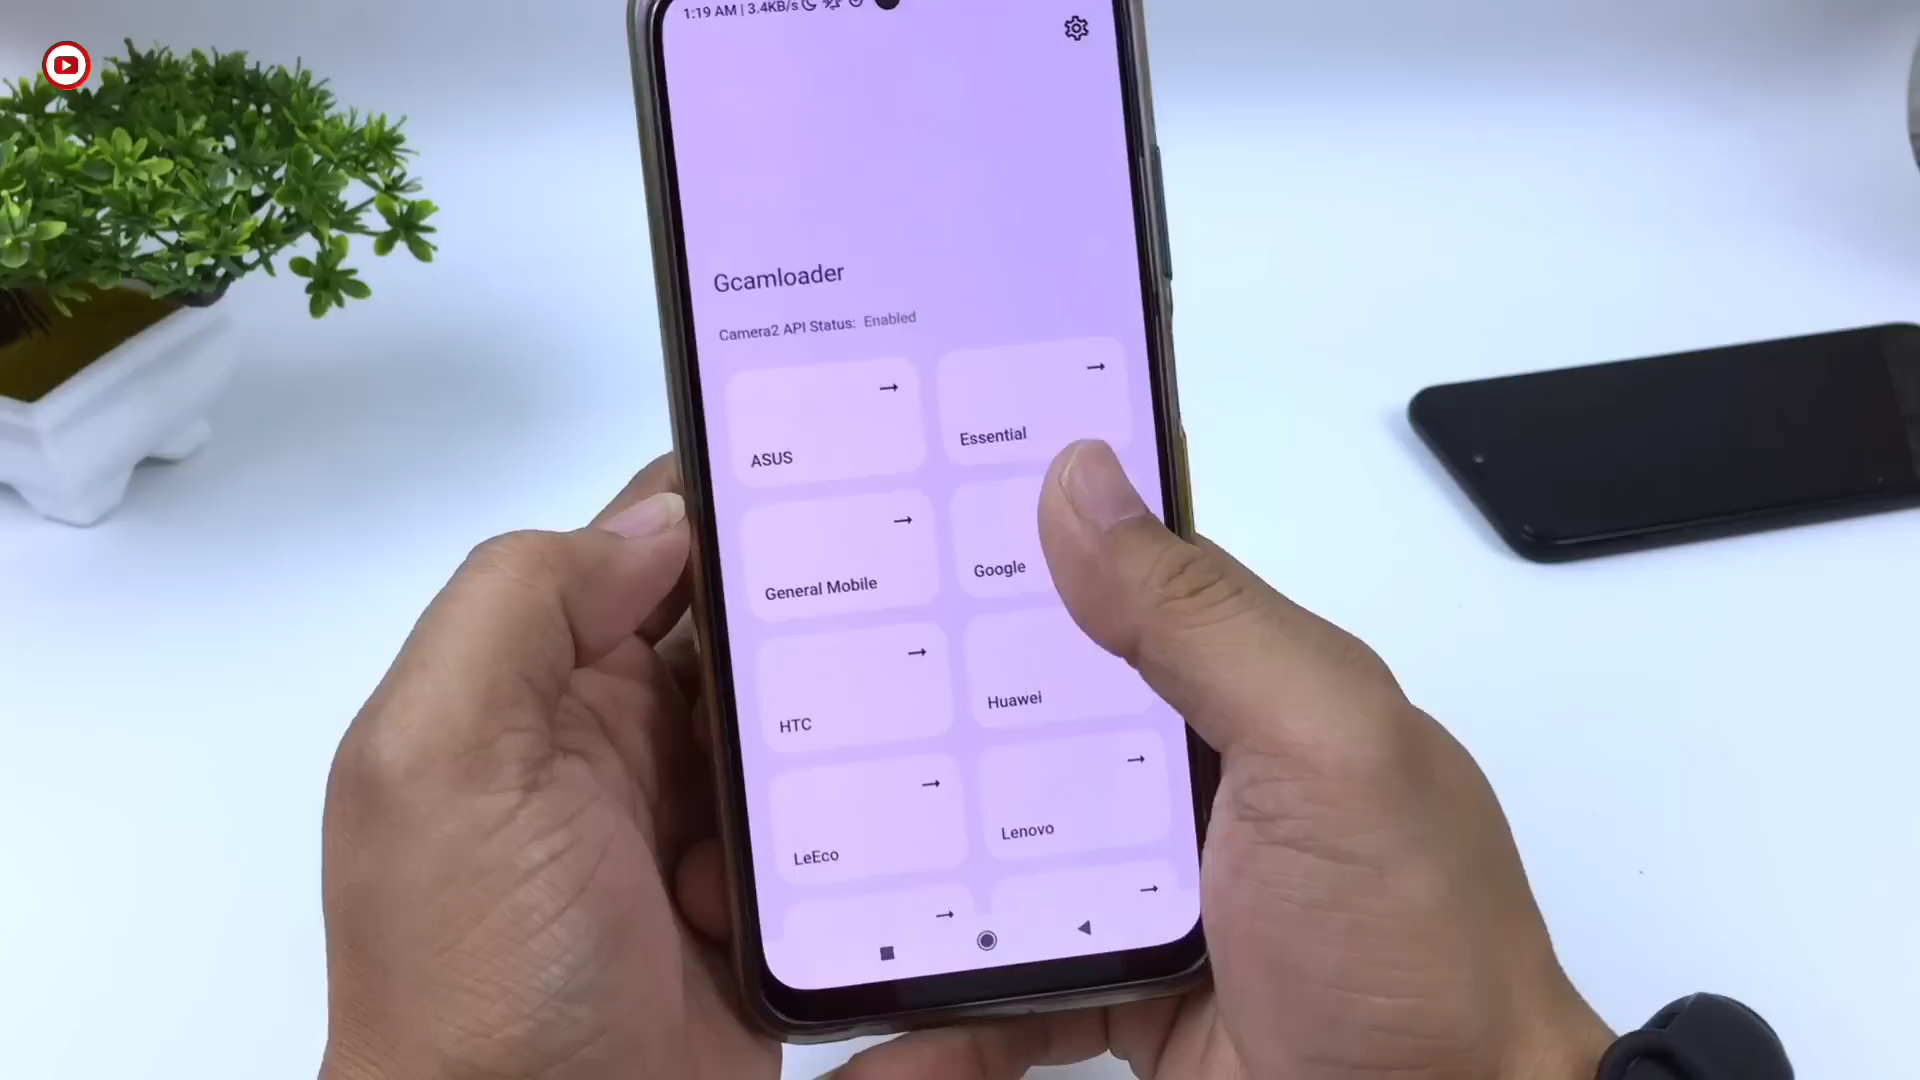 1:19 AM | 3.4KB/s
Gcamloader
Camera2 API Status: Enabled
ASUS
Essential
General Mobile
Google
HTC
Huawei
LeEco
Lenovo